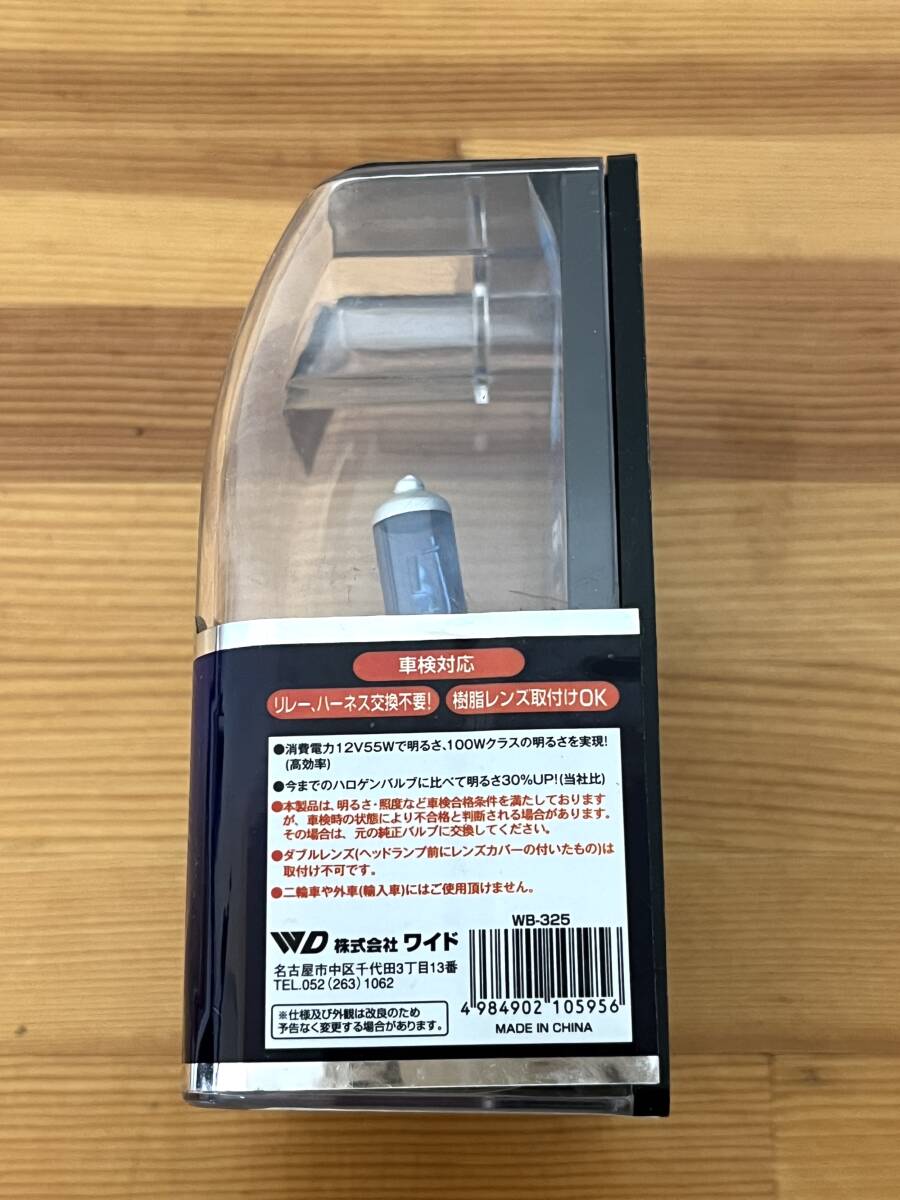 車検対応
リレー、ハーネス交換不要!
樹脂レンズ取付けOK
●消費電力12V55Wで明るさ、100Wクラスの明るさを実現!
(高効率)
●今までのハロゲンバルブに比べて明るさ30%UP!(当社比)
●本製品は、明るさ・照度など車検合格条件を満たしております
が、車検時の状態により不合格と判断される場合があります。
その場合は、元の純正バルブに交換してください。
●ダブルレンズ(ヘッドランプ前にレンズカバーの付いたもの)は
取付け不可です。
●二輪車や外車(輸入車)にはご使用頂けません。
WB-325
WD 株式会社 ワイド
名古屋市中区千代田3丁目13番
TEL.052(263)1062
※仕様及び外観は改良のため
予告なく変更する場合があります。
4 984902 105956
MADE IN CHINA